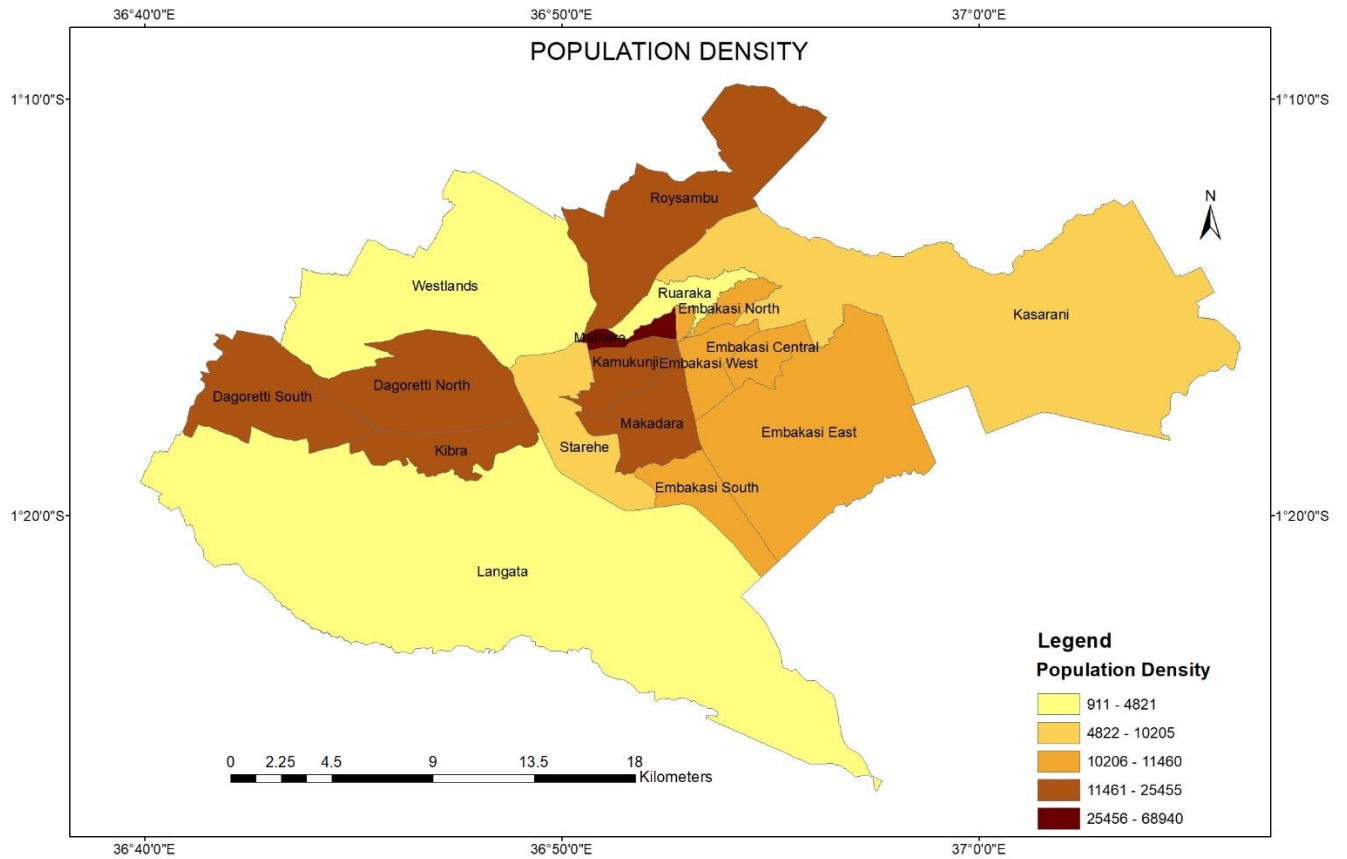 36°40'0"E 36°50'0"E 37°0'0"E
POPULATION DENSITY
1°10'0"S 1°10'0"S
N
Roysambu
Westlands
Ruaraka
Embakasi North
Kasarani
Mathare
Embakasi Central
Kamukunji
Embakasi West
Dagoretti North
Dagoretti South
Makadara
Embakasi East
Starehe
Kibra
Embakasi South
1°20'0"S 1°20'0"S
Langata
Legend
Population Density
911 - 4821
4822 - 10205
10206 - 11460
11461 - 25455
25456 - 68940
0 2.25 4.5 9 13.5 18
Kilometers
36°40'0"E 36°50'0"E 37°0'0"E